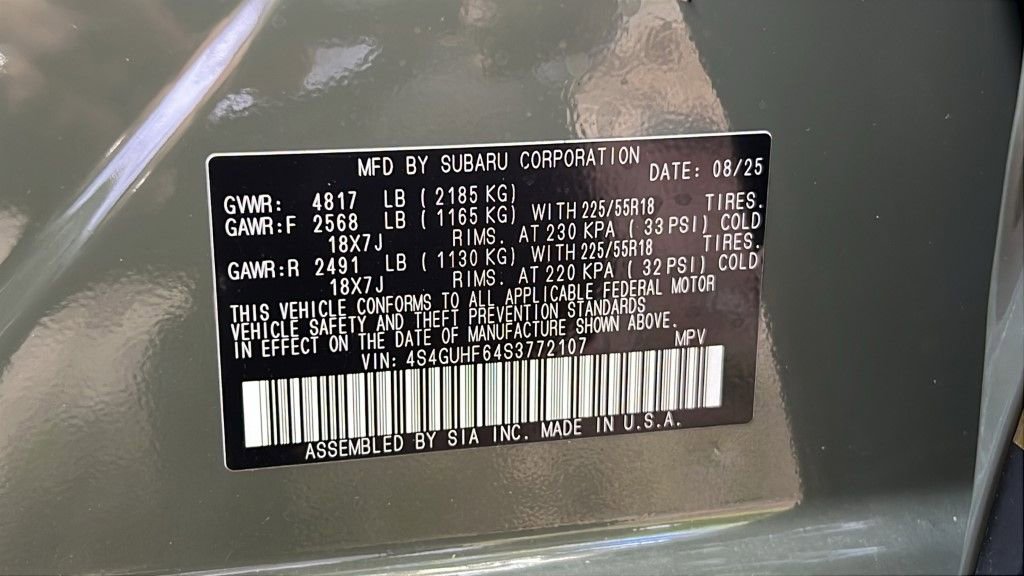 MFD BY SUBARU CORPORATION DATE: 08/25
GVWR: 4817 LB ( 2185 KG)
GAWR:F 2568 LB ( 1165 KG) WITH 225/55R18 TIRES.
18X7J RIMS. AT 230 KPA ( 33 PSI) COLD
GAWR:R 2491 LB ( 1130 KG) WITH 225/55R18 TIRES.
18X7J RIMS. AT 220 KPA ( 32 PSI) COLD
THIS VEHICLE CONFORMS TO ALL APPLICABLE FEDERAL MOTOR
VEHICLE SAFETY AND THEFT PREVENTION STANDARDS
IN EFFECT ON THE DATE OF MANUFACTURE SHOWN ABOVE.
VIN: 4S4GUHF64S3772107 MPV
ASSEMBLED BY SIA INC. MADE IN U.S.A.